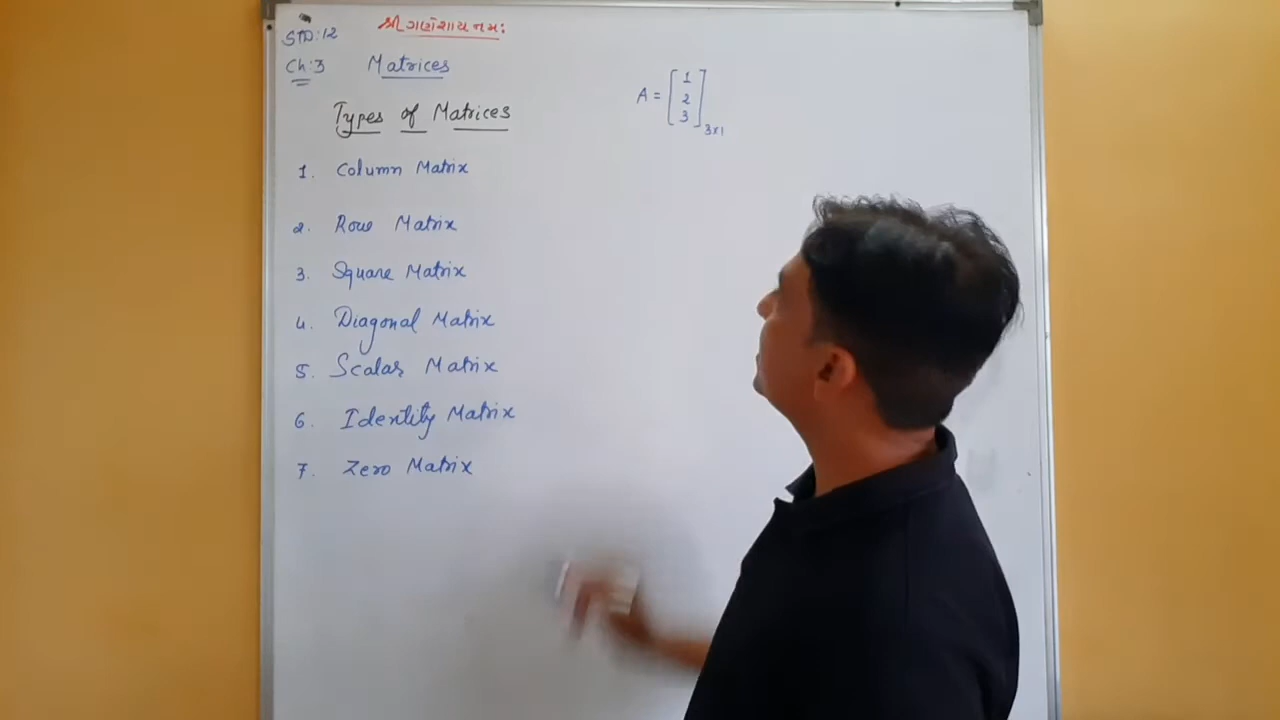 શ્રી ગણેશાય નમઃ
STD:12
Ch:3 Matrices
Types of Matrices
1. Column Matrix
2. Row Matrix
3. Square Matrix
4. Diagonal Matrix
5. Scalar Matrix
6. Identity Matrix
7. Zero Matrix
A = [1
2
3] 3x1